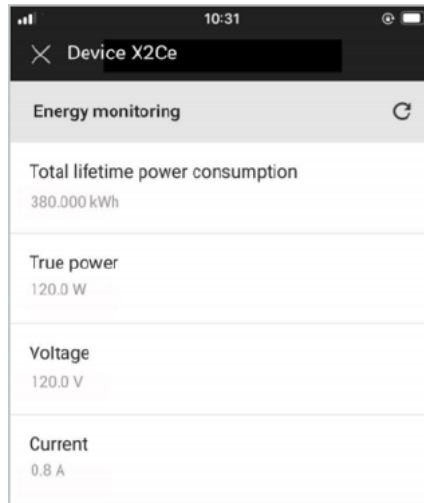 10:31
Device X2Ce
Energy monitoring
Total lifetime power consumption
380.000 kWh
True power
120.0 W
Voltage
120.0 V
Current
0.8 A